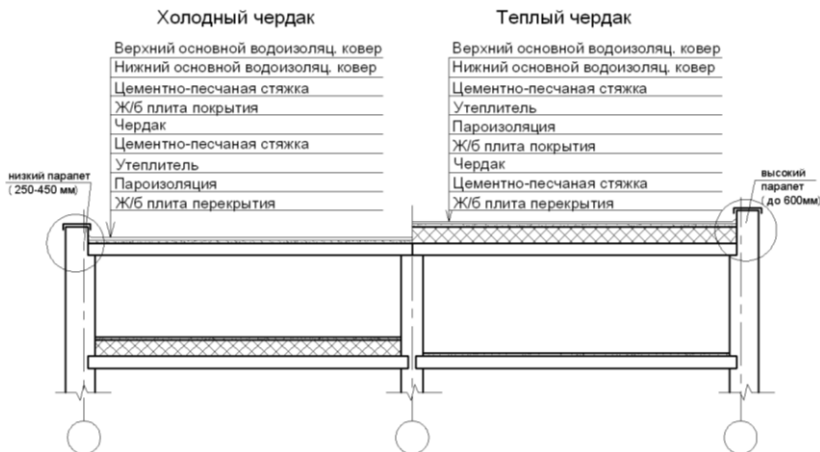 Холодный чердак
Верхний основной водоизоляц. ковер
Нижний основной водоизоляц. ковер
Цементно-песчаная стяжка
Ж/б плита покрытия
Чердак
Цементно-песчаная стяжка
Утеплитель
Пароизоляция
Ж/б плита перекрытия
Теплый чердак
Верхний основной водоизоляц. ковер
Нижний основной водоизоляц. ковер
Цементно-песчаная стяжка
Утеплитель
Пароизоляция
Ж/б плита покрытия
Чердак
Цементно-песчаная стяжка
Ж/б плита перекрытия
низкий парапет
( 250-450 мм)
высокий
парапет
( до 600мм)